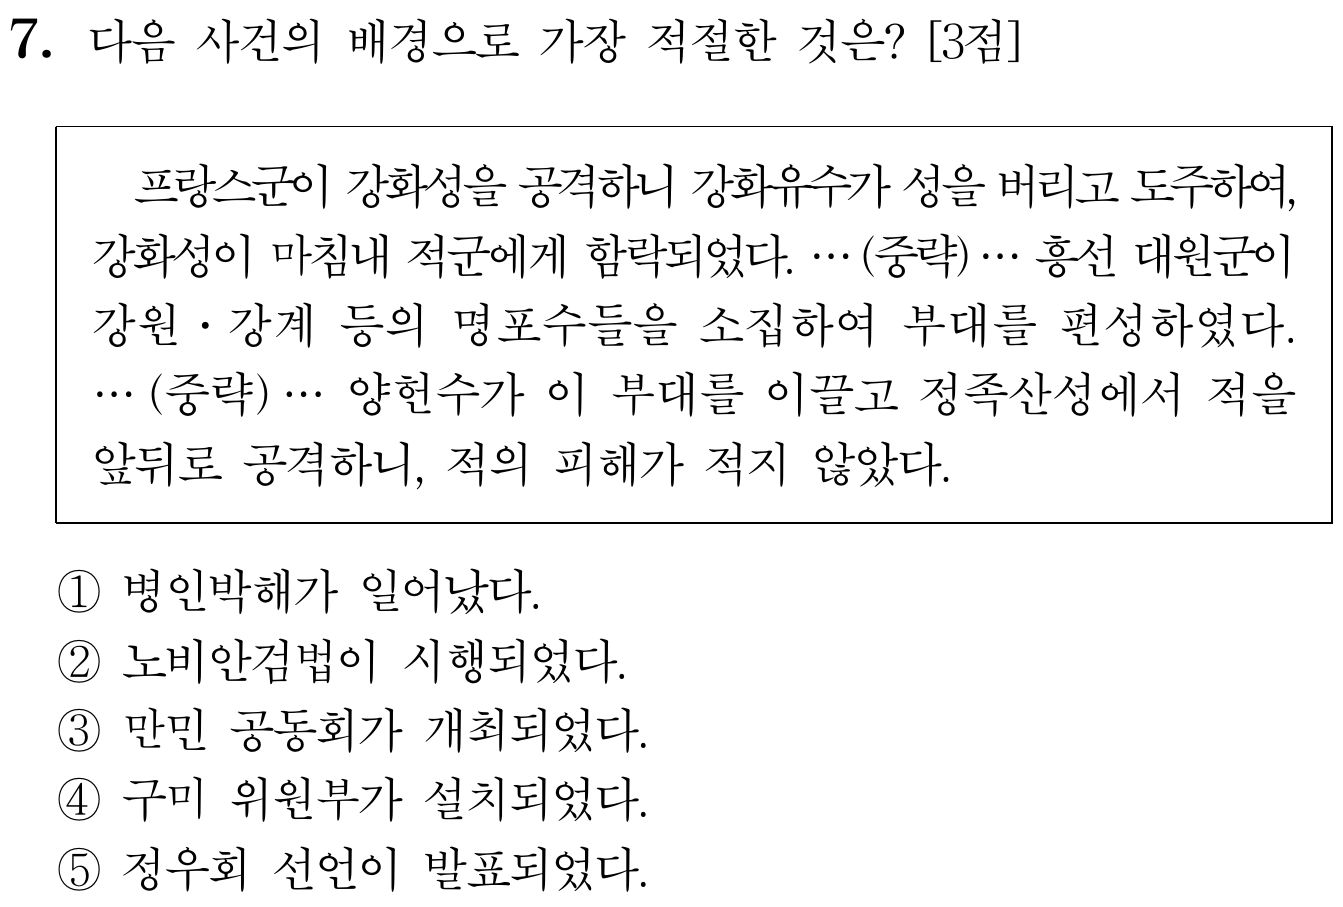 7. 다음 사건의 배경으로 가장 적절한 것은? [3점]
프랑스군이 강화성을 공격하니 강화유수가 성을 버리고 도주하여,
강화성이 마침내 적군에게 함락되었다. … (중략) … 흥선 대원군이
강원 · 강계 등의 명포수들을 소집하여 부대를 편성하였다.
… (중략) … 양헌수가 이 부대를 이끌고 정족산성에서 적을
앞뒤로 공격하니, 적의 피해가 적지 않았다.
① 병인박해가 일어났다.
② 노비안검법이 시행되었다.
③ 만민 공동회가 개최되었다.
④ 구미 위원부가 설치되었다.
⑤ 정우회 선언이 발표되었다.